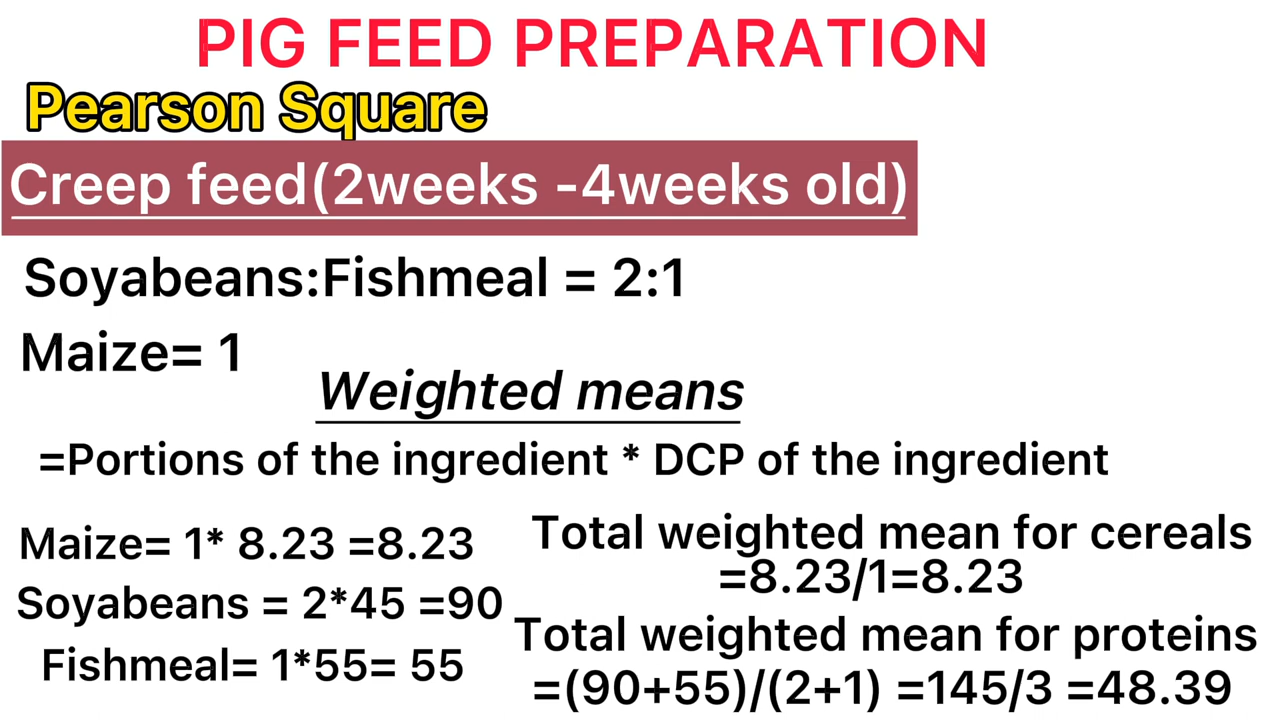 PIG FEED PREPARATION
Pearson Square
Creep feed(2weeks -4weeks old)
Soyabeans:Fishmeal = 2:1
Maize= 1
Weighted means
=Portions of the ingredient * DCP of the ingredient
Maize= 1* 8.23 =8.23
Soyabeans = 2*45 =90
Fishmeal= 1*55= 55
Total weighted mean for cereals
=8.23/1=8.23
Total weighted mean for proteins
=(90+55)/(2+1) =145/3 =48.39